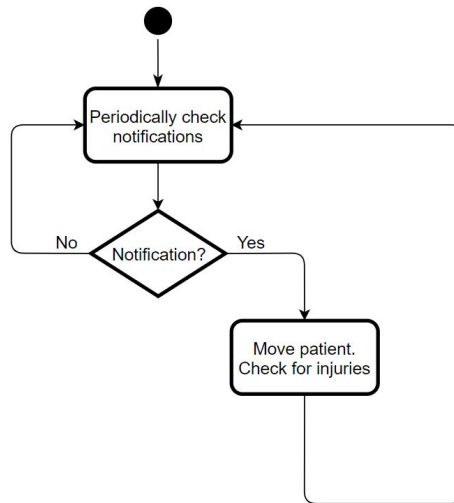 Periodically check
notifications
No
Notification?
Yes
Move patient.
Check for injuries